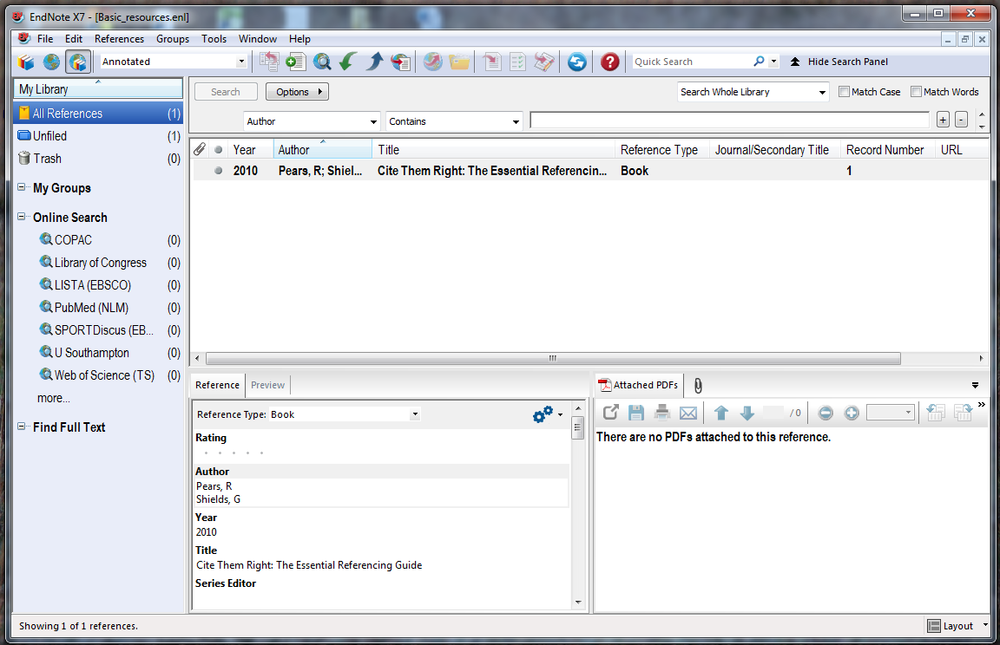 EndNote X7 - [Basic_resources.enl]
File Edit References Groups Tools Window Help
Annotated
Quick Search
Hide Search Panel
My Library
All References (1)
Unfiled (1)
Trash (0)
My Groups
Online Search
COPAC (0)
Library of Congress (0)
LISTA (EBSCO) (0)
PubMed (NLM) (0)
SPORTDiscus (EB... (0)
U Southampton (0)
Web of Science (TS) (0)
more...
Find Full Text
Search Options Search Whole Library Match Case Match Words
Author Contains + -
Year Author Title Reference Type Journal/Secondary Title Record Number URL
2010 Pears, R; Shiel... Cite Them Right: The Essential Referencin... Book 1
Reference Preview
Reference Type: Book
Rating
Author
Pears, R
Shields, G
Year
2010
Title
Cite Them Right: The Essential Referencing Guide
Series Editor
Attached PDFs
/0
There are no PDFs attached to this reference.
Showing 1 of 1 references.
Layout